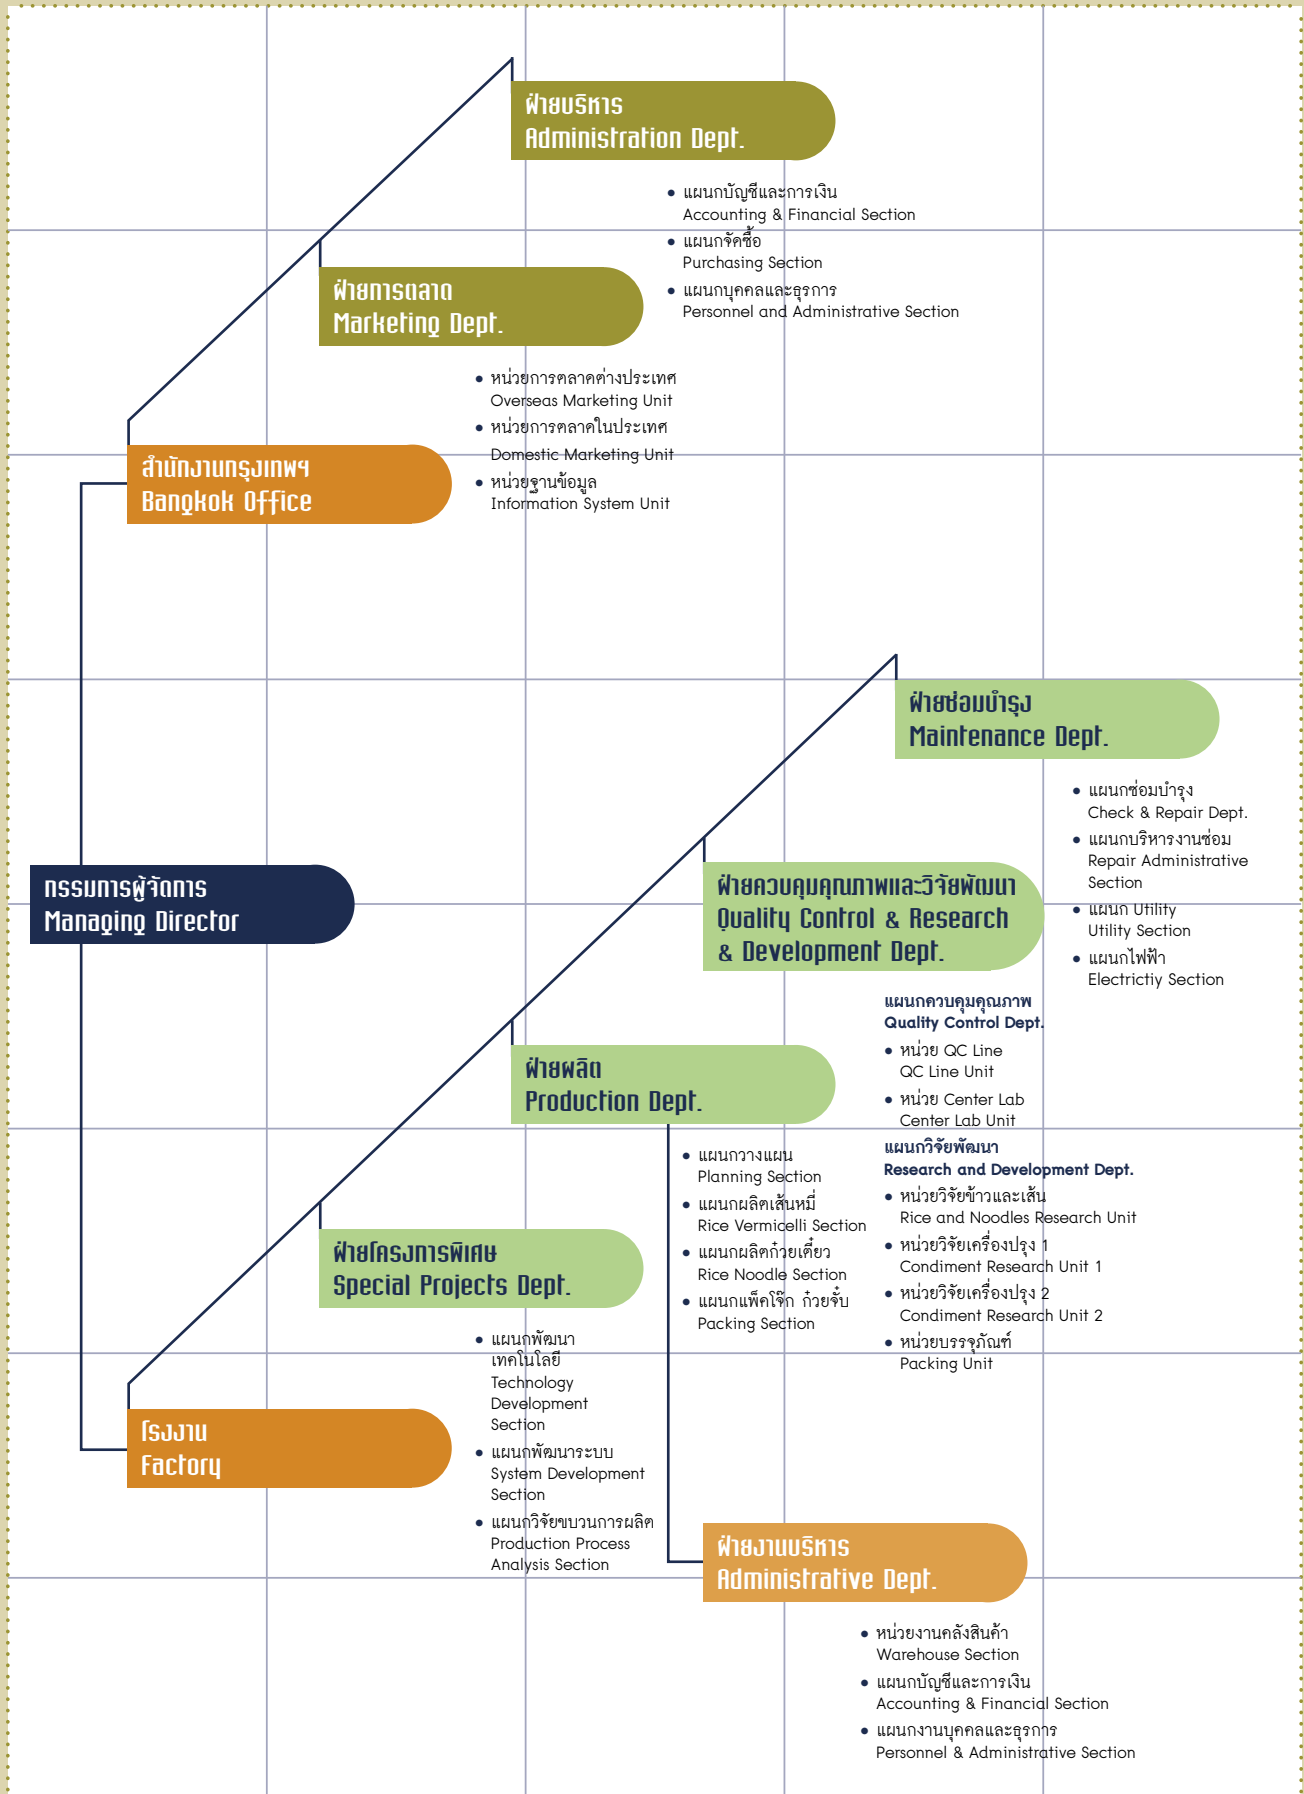 ฝ่ายบริหาร
Administration Dept.
• แผนกบัญชีและการเงิน
Accounting & Financial Section
• แผนกจัดซื้อ
Purchasing Section
• แผนกบุคคลและธุรการ
Personnel and Administrative Section
ฝ่ายการตลาด
Marketing Dept.
• หน่วยการตลาดต่างประเทศ
Overseas Marketing Unit
• หน่วยการตลาดในประเทศ
Domestic Marketing Unit
• หน่วยฐานข้อมูล
Information System Unit
สำนักงานกรุงเทพฯ
Bangkok Office
ฝ่ายซ่อมบำรุง
Maintenance Dept.
• แผนกซ่อมบำรุง
Check & Repair Dept.
• แผนกบริหารงานซ่อม
Repair Administrative
Section
• แผนก Utility
Utility Section
• แผนกไฟฟ้า
Electrictiy Section
กรรมการผู้จัดการ
Managing Director
ฝ่ายควบคุมคุณภาพและวิจัยพัฒนา
Quality Control & Research
& Development Dept.
แผนกควบคุมคุณภาพ
Quality Control Dept.
• หน่วย QC Line
QC Line Unit
• หน่วย Center Lab
Center Lab Unit
แผนกวิจัยพัฒนา
Research and Development Dept.
• หน่วยวิจัยข้าวและเส้น
Rice and Noodles Research Unit
• หน่วยวิจัยเครื่องปรุง 1
Condiment Research Unit 1
• หน่วยวิจัยเครื่องปรุง 2
Condiment Research Unit 2
• หน่วยบรรจุภัณฑ์
Packing Unit
ฝ่ายผลิต
Production Dept.
• แผนกวางแผน
Planning Section
• แผนกผลิตเส้นหมี่
Rice Vermicelli Section
• แผนกผลิตก๋วยเตี๋ยว
Rice Noodle Section
• แผนกแพ็คโจ๊ก ก๋วยจั๊บ
Packing Section
ฝ่ายโครงการพิเศษ
Special Projects Dept.
• แผนกพัฒนา
เทคโนโลยี
Technology
Development
Section
• แผนกพัฒนาระบบ
System Development
Section
• แผนกวิจัยขบวนการผลิต
Production Process
Analysis Section
โรงงาน
Factory
ฝ่ายงานบริหาร
Administrative Dept.
• หน่วยงานคลังสินค้า
Warehouse Section
• แผนกบัญชีและการเงิน
Accounting & Financial Section
• แผนกงานบุคคลและธุรการ
Personnel & Administrative Section